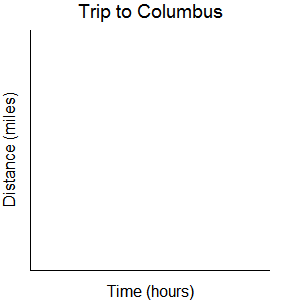 Trip to Columbus
Distance (miles)
Time (hours)